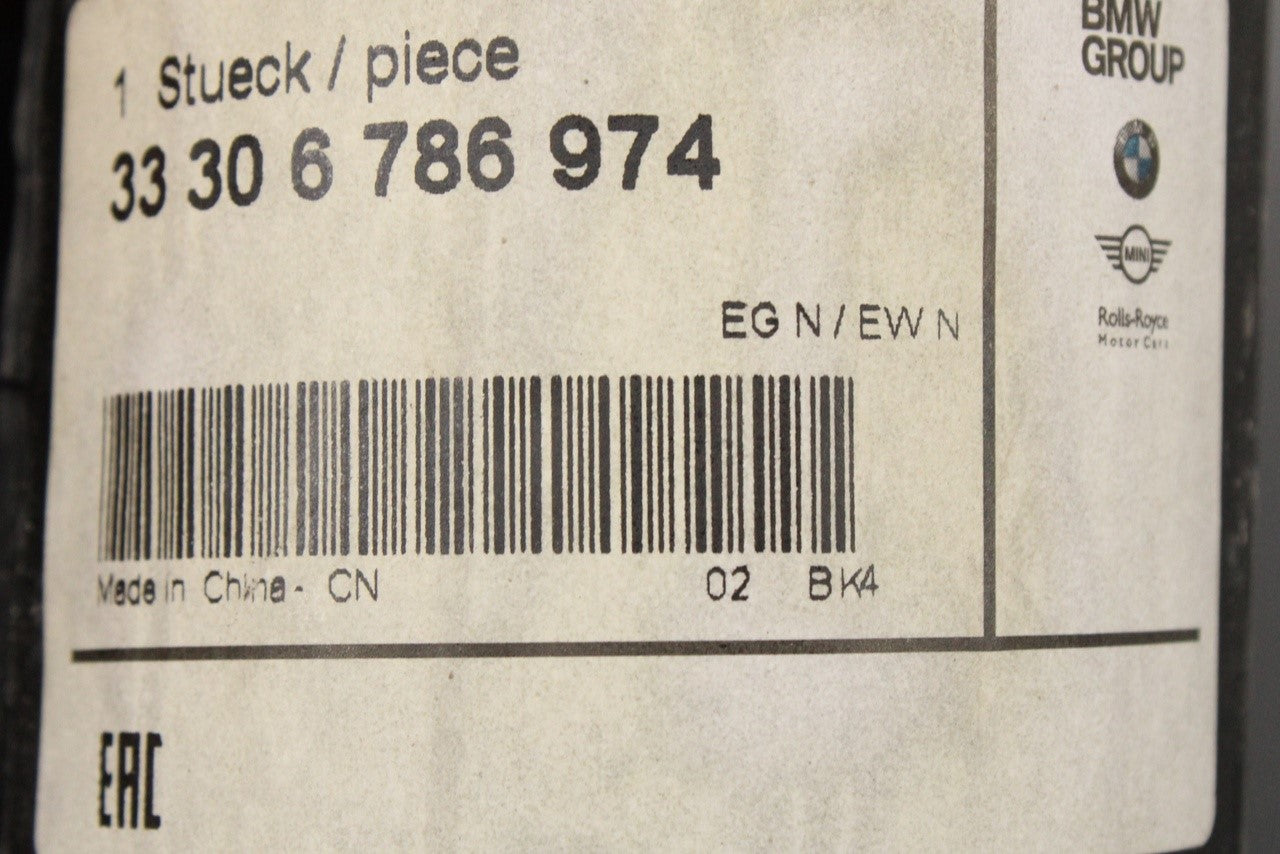 1 Stueck / piece
33 30 6 786 974
EG N / EW N
Made in China - CN
02 BK4
EAC
BMW
GROUP
MINI
Rolls-Royce
Motor Cars